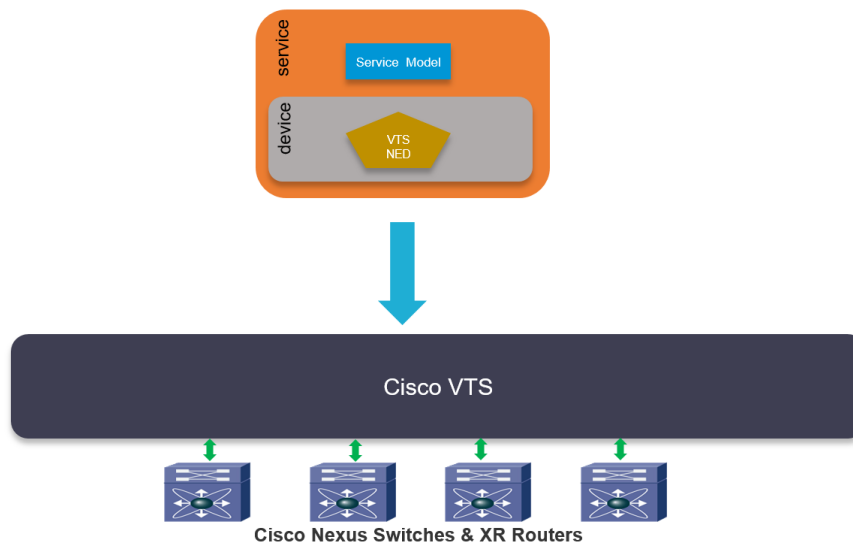 service
Service Model
device
VTS
NED
Cisco VTS
Cisco Nexus Switches & XR Routers